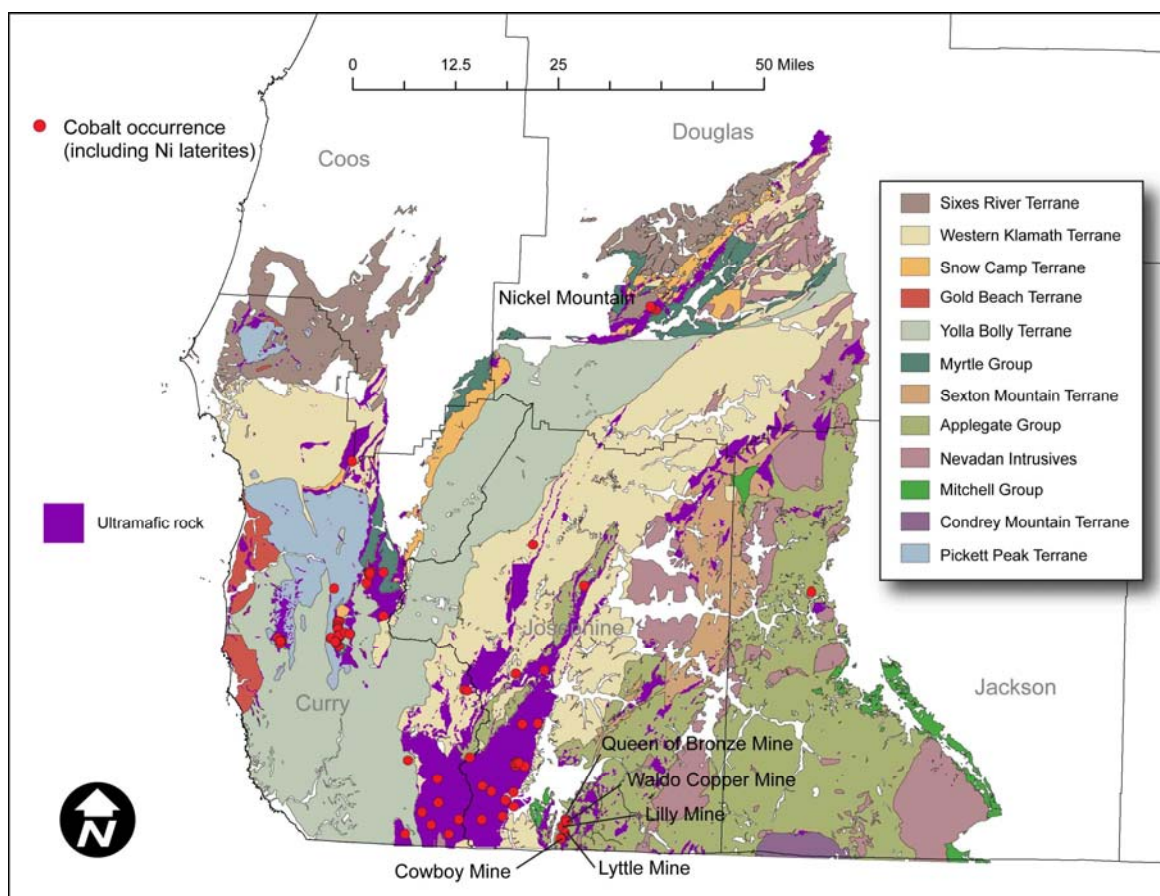 0 12.5 25 50 Miles
Cobalt occurrence
(including Ni laterites)
Coos
Douglas
Sixes River Terrane
Western Klamath Terrane
Snow Camp Terrane
Gold Beach Terrane
Yolla Bolly Terrane
Myrtle Group
Sexton Mountain Terrane
Applegate Group
Nevadan Intrusives
Mitchell Group
Condrey Mountain Terrane
Pickett Peak Terrane
Nickel Mountain
Ultramafic rock
Josephine
Curry
Jackson
Queen of Bronze Mine
Waldo Copper Mine
Lilly Mine
Cowboy Mine
Lyttle Mine
N